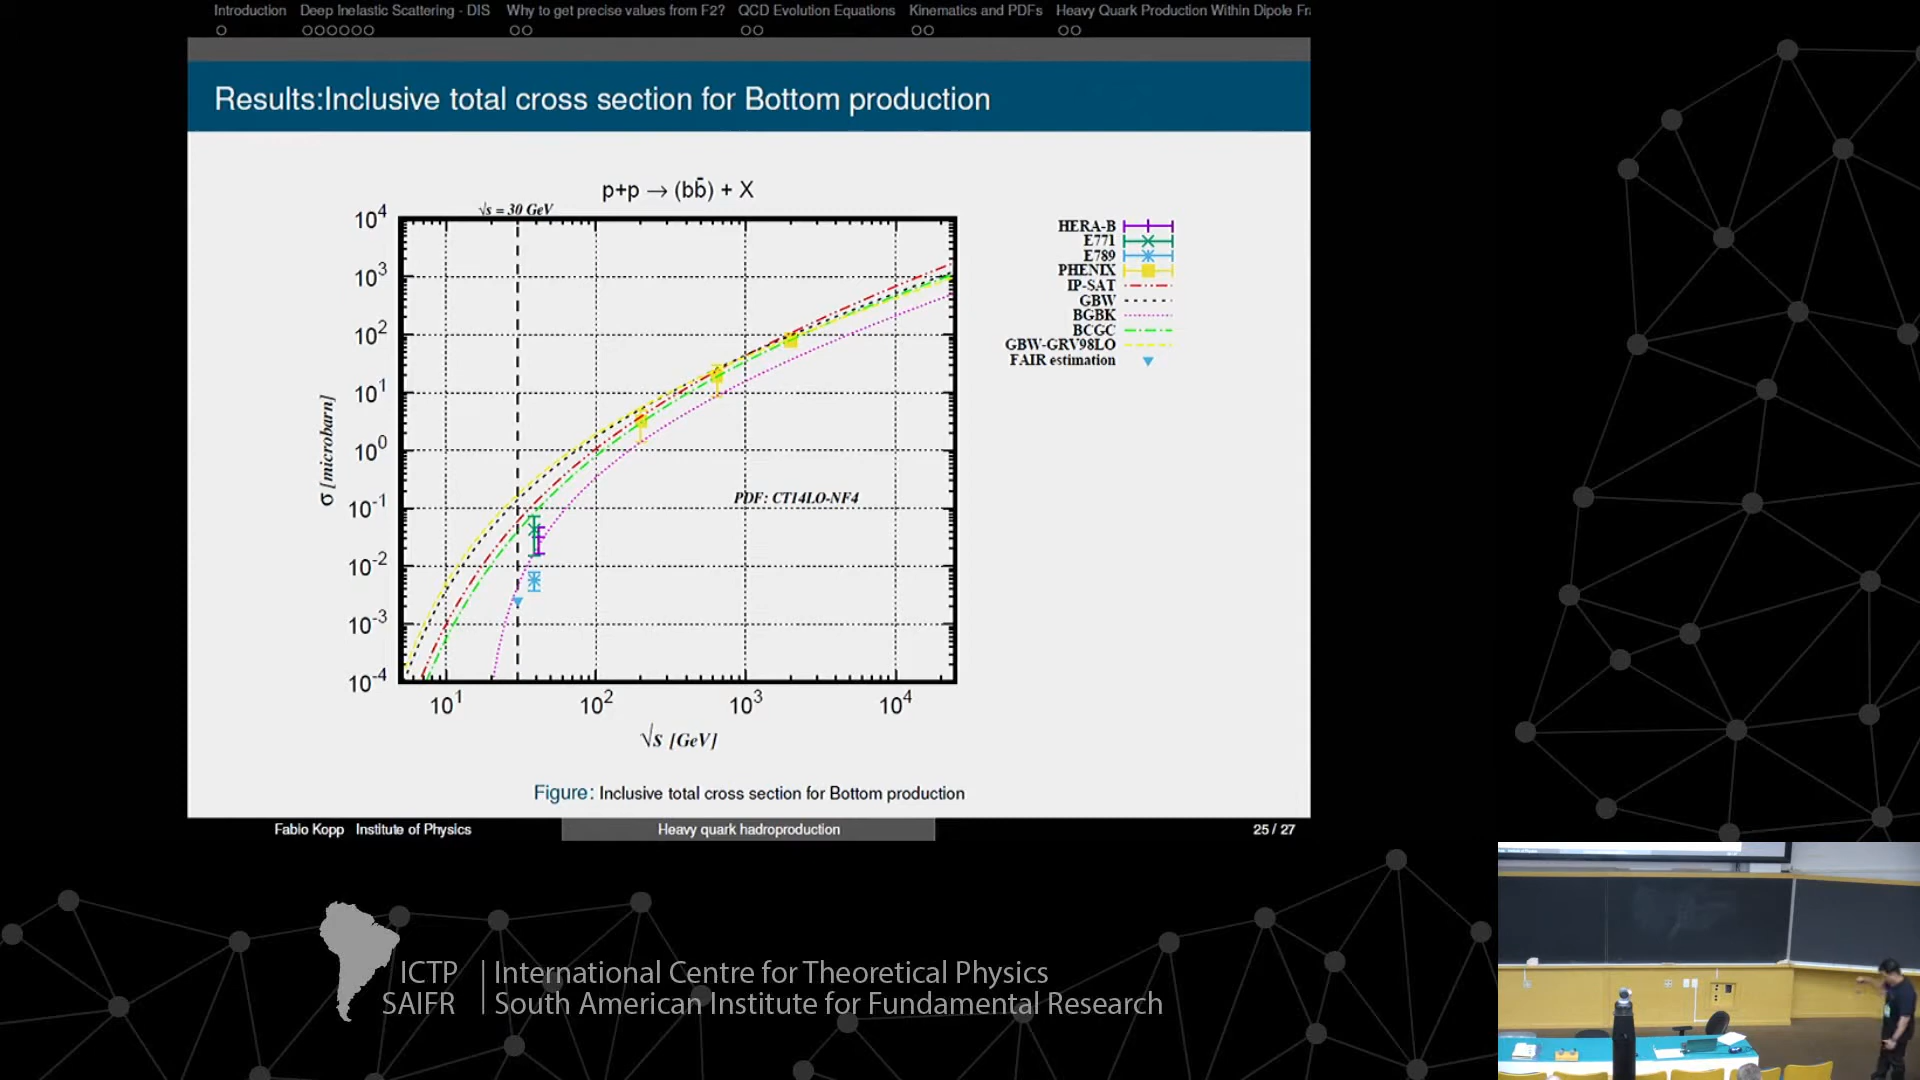 Introduction Deep Inelastic Scattering - DIS Why to get precise values from F2? QCD Evolution Equations Kinematics and PDFs Heavy Quark Production Within Dipole Fra
Results:Inclusive total cross section for Bottom production
p+p → (bb̄) + X
√s = 30 GeV
10⁴
10³
10²
10¹
10⁰
10⁻¹
10⁻²
10⁻³
10⁻⁴
σ [microbarn]
PDF: CT14LO-NF4
10¹ 10² 10³ 10⁴
√s [GeV]
HERA-B
E771
E789
PHENIX
IP-SAT
GBW
BGBK
BCGC
GBW-GRV98LO
FAIR estimation
Figure: Inclusive total cross section for Bottom production
Fabio Kopp Institute of Physics Heavy quark hadroproduction 25 / 27
ICTP International Centre for Theoretical Physics
SAIFR South American Institute for Fundamental Research